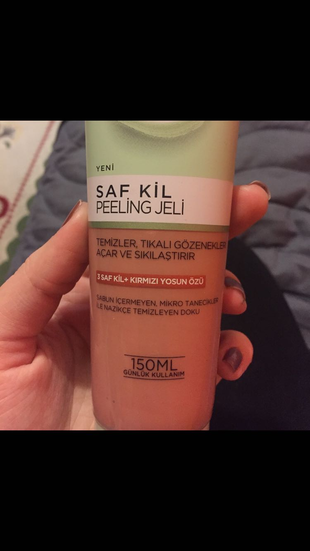 YENİ
SAF KİL
PEELİNG JELİ
TEMİZLER, TIKALI GÖZENEKLERİ
AÇAR VE SIKILAŞTIRIR
3 SAF KİL+ KIRMIZI YOSUN ÖZÜ
SABUN İÇERMEYEN, MİKRO TANECİKLERİ
İLE NAZİKÇE TEMİZLEYEN DOKU
150ML
GÜNLÜK KULLANIM